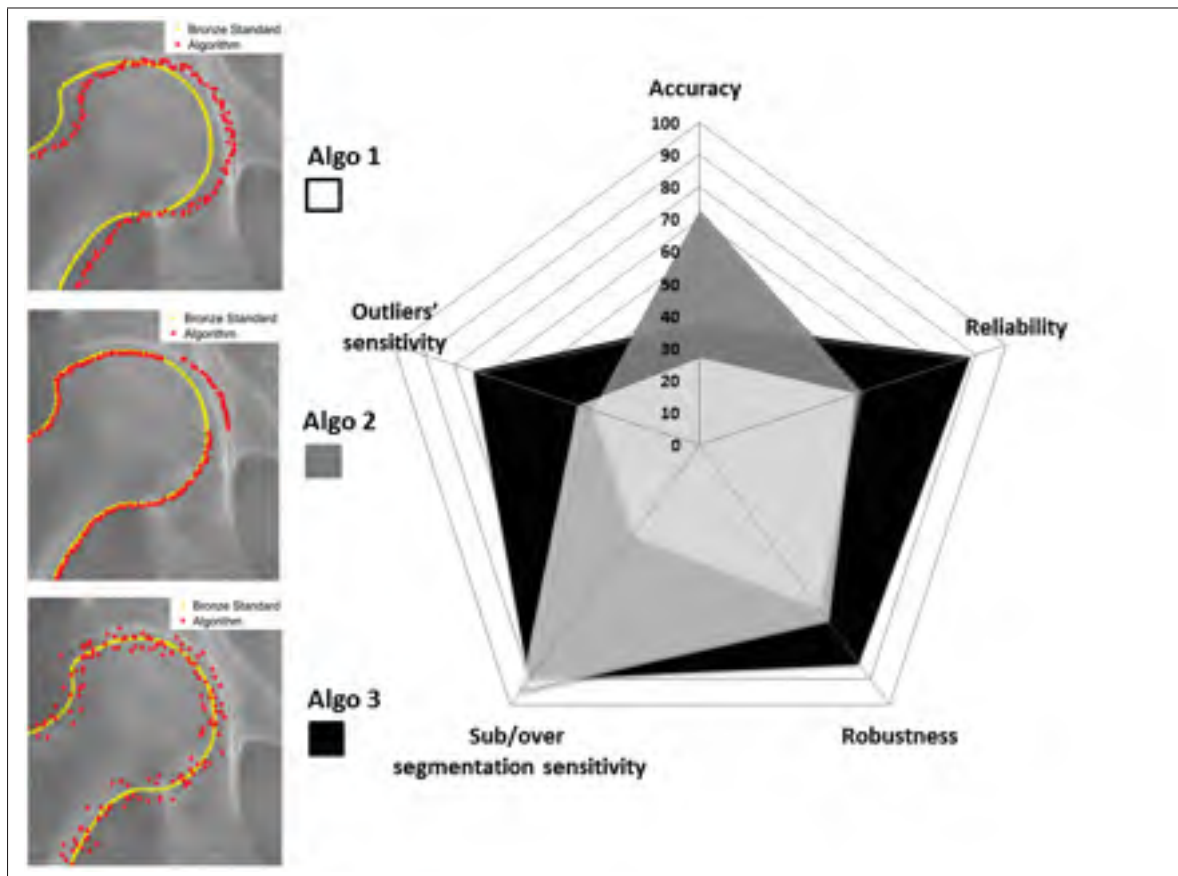 Bronze Standard
Algorithm
Algo 1
Bronze Standard
Algorithm
Algo 2
Bronze Standard
Algorithm
Algo 3
Accuracy
100
90
80
70
60
50
40
30
20
10
0
Reliability
Robustness
Sub/over
segmentation sensitivity
Outliers'
sensitivity